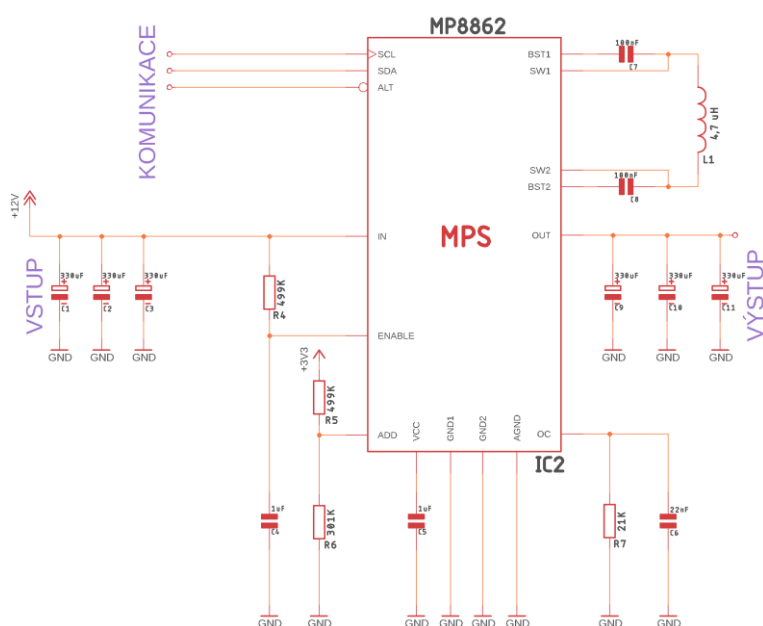 MP8862
KOMUNIKACE
SCL
SDA
ALT
BST1
SW1
100nF
C7
4,7 uH
L1
SW2
BST2
100nF
C8
+12V
IN
MPS
OUT
VSTUP
330uF
C1
330uF
C2
330uF
C3
GND
GND
GND
499K
R4
ENABLE
330uF
C9
330uF
C10
330uF
C11
GND
GND
GND
VÝSTUP
+3V3
499K
R5
ADD
VCC
GND1
GND2
AGND
OC
IC2
1uF
C4
301K
R6
1uF
C5
21K
R7
22nF
C6
GND
GND
GND
GND
GND
GND
GND
GND